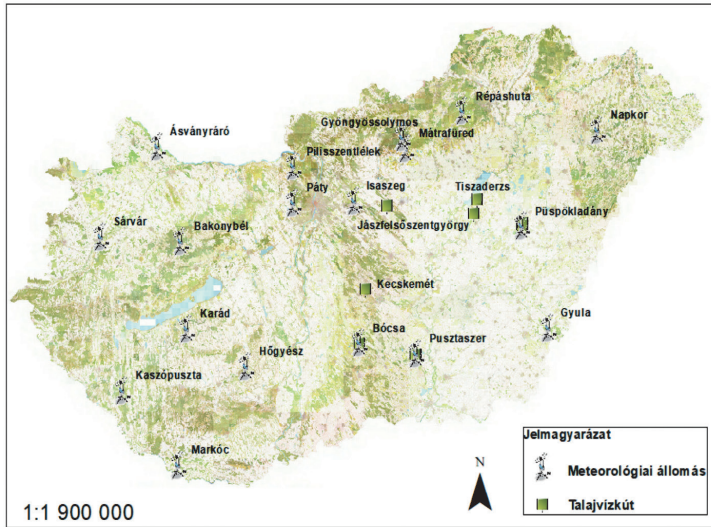 Répáshuta
Napkor
Gyöngyössolymos
Ásványráró
Mátrafüred
Pilisszentlélek
Isaszeg
Tiszaderzs
Páty
Püspökladány
Jászfelsőszentgyörgy
Sárvár
Bakonybél
Kecskemét
Karád
Gyula
Bócsa
Pusztaszer
Hőgyész
Kaszópuszta
Markóc
Jelmagyarázat
N
Meteorológiai állomás
Talajvízkút
1:1 900 000